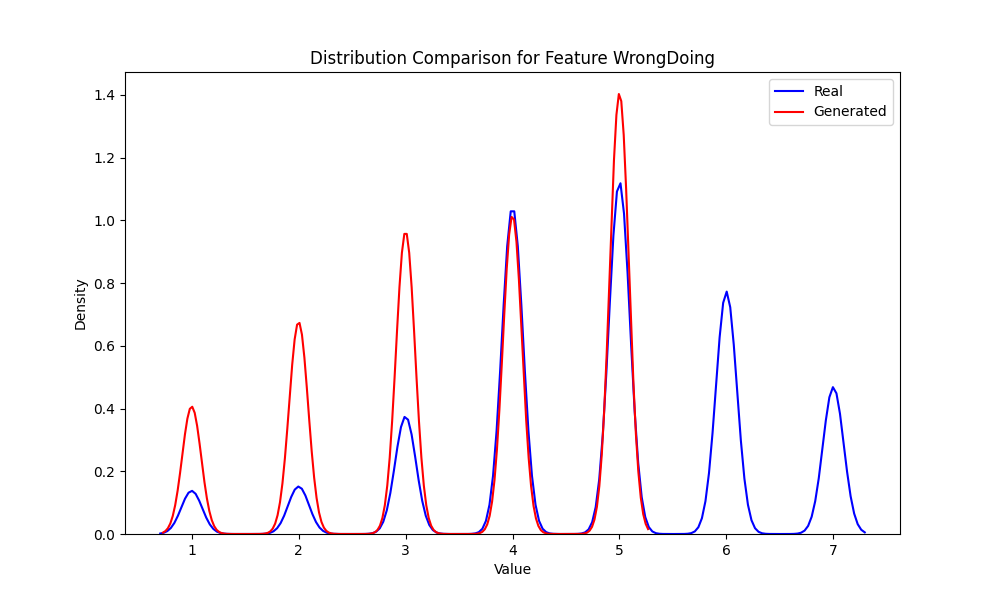 Distribution Comparison for Feature WrongDoing
Real
Generated
Density
1.4
1.2
1.0
0.8
0.6
0.4
0.2
0.0
1 2 3 4 5 6 7
Value